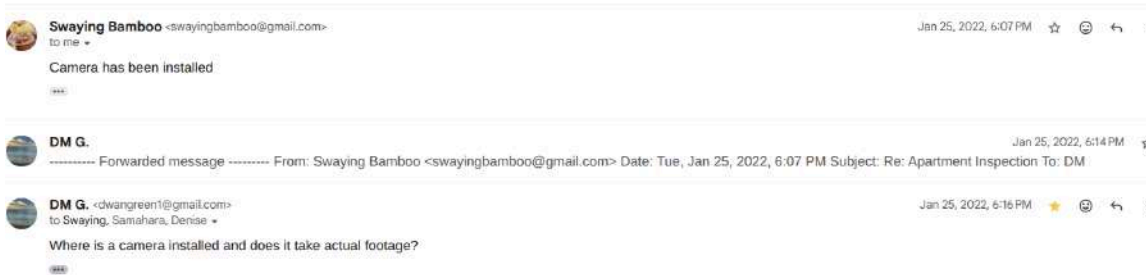 Swaying Bamboo <swayingbamboo@gmail.com> Jan 25, 2022, 6:07 PM
to me
Camera has been installed
DM G. Jan 25, 2022, 6:14 PM
---------- Forwarded message --------- From: Swaying Bamboo <swayingbamboo@gmail.com> Date: Tue, Jan 25, 2022, 6:07 PM Subject: Re: Apartment Inspection To: DM
DM G. <dwangreen1@gmail.com> Jan 25, 2022, 6:16 PM
to Swaying, Samahara, Denise
Where is a camera installed and does it take actual footage?